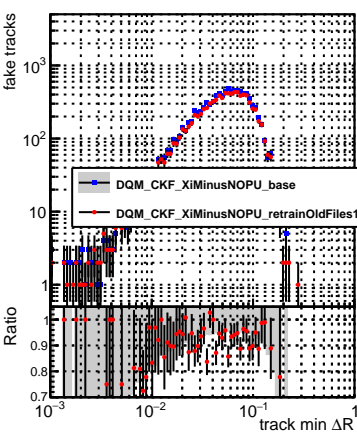 fake tracks
10³
10²
10
1
DQM_CKF_XiMinusNOPU_base
DQM_CKF_XiMinusNOPU_retrainOldFiles1
Ratio
1
0.9
0.8
0.7
10⁻³ 10⁻² 10⁻¹ 1
track min ΔR